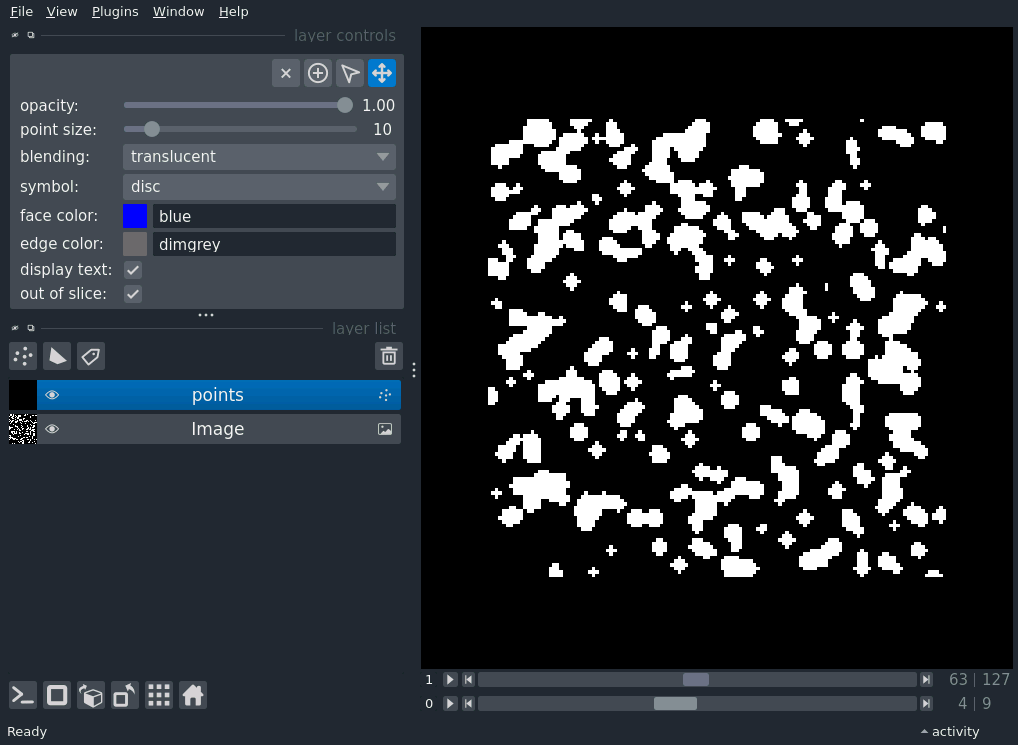 File View Plugins Window Help
layer controls
opacity: 1.00
point size: 10
blending: translucent
symbol: disc
face color: blue
edge color: dimgrey
display text:
out of slice:
layer list
points
Image
1 63 | 127
0 4 | 9
Ready activity